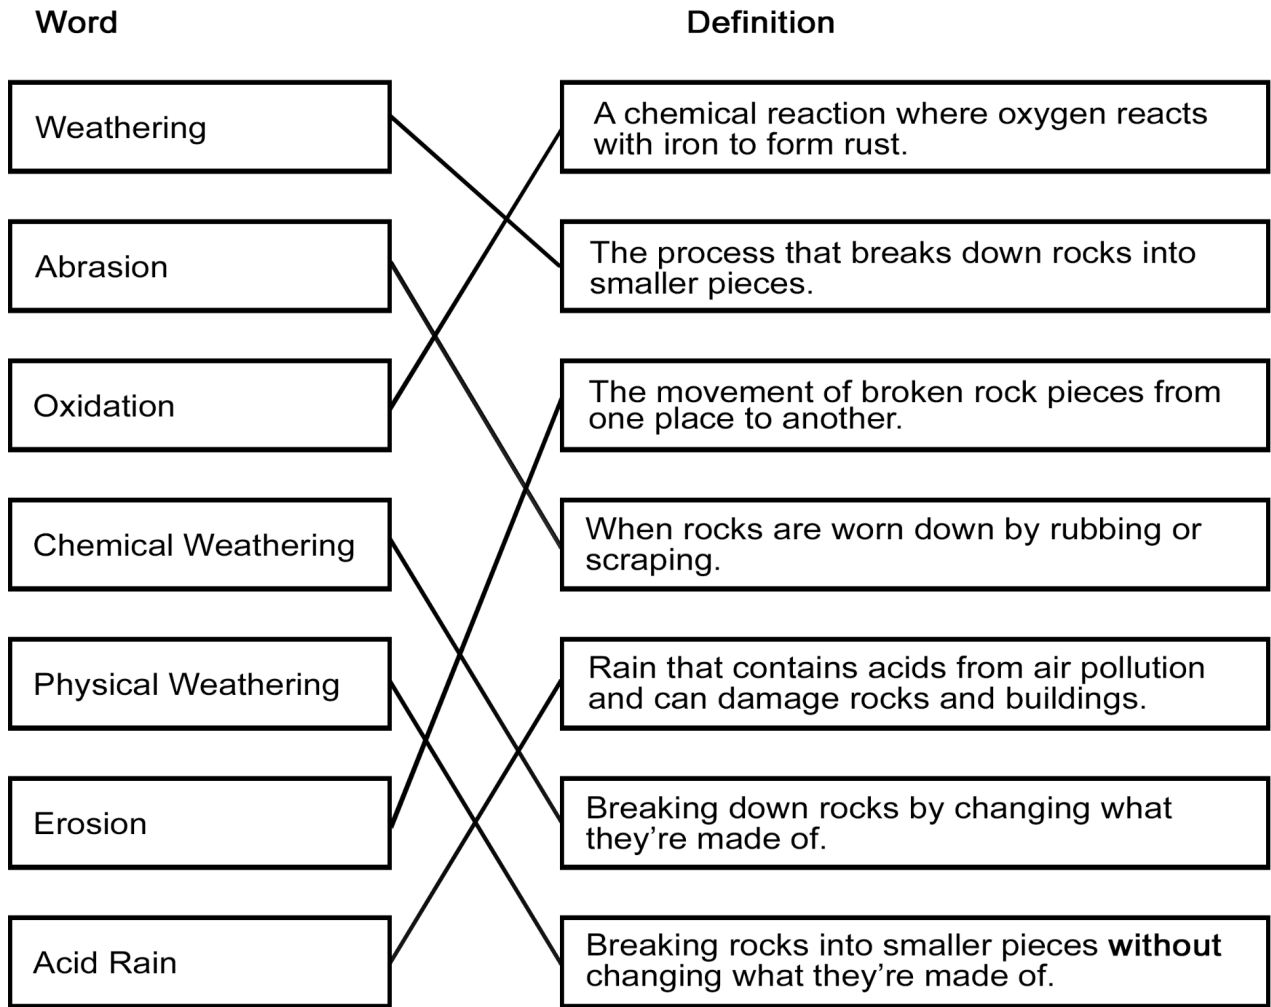 Word
Definition
Weathering
A chemical reaction where oxygen reacts
with iron to form rust.
Abrasion
The process that breaks down rocks into
smaller pieces.
Oxidation
The movement of broken rock pieces from
one place to another.
Chemical Weathering
When rocks are worn down by rubbing or
scraping.
Physical Weathering
Rain that contains acids from air pollution
and can damage rocks and buildings.
Erosion
Breaking down rocks by changing what
they’re made of.
Acid Rain
Breaking rocks into smaller pieces without
changing what they’re made of.